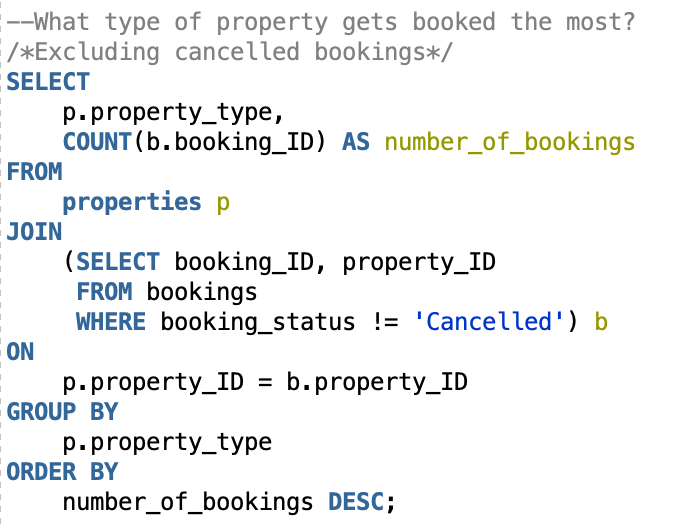 --What type of property gets booked the most?
/*Excluding cancelled bookings*/
SELECT
    p.property_type,
    COUNT(b.booking_ID) AS number_of_bookings
FROM
    properties p
JOIN
    (SELECT booking_ID, property_ID
     FROM bookings
     WHERE booking_status != 'Cancelled') b
ON
    p.property_ID = b.property_ID
GROUP BY
    p.property_type
ORDER BY
    number_of_bookings DESC;